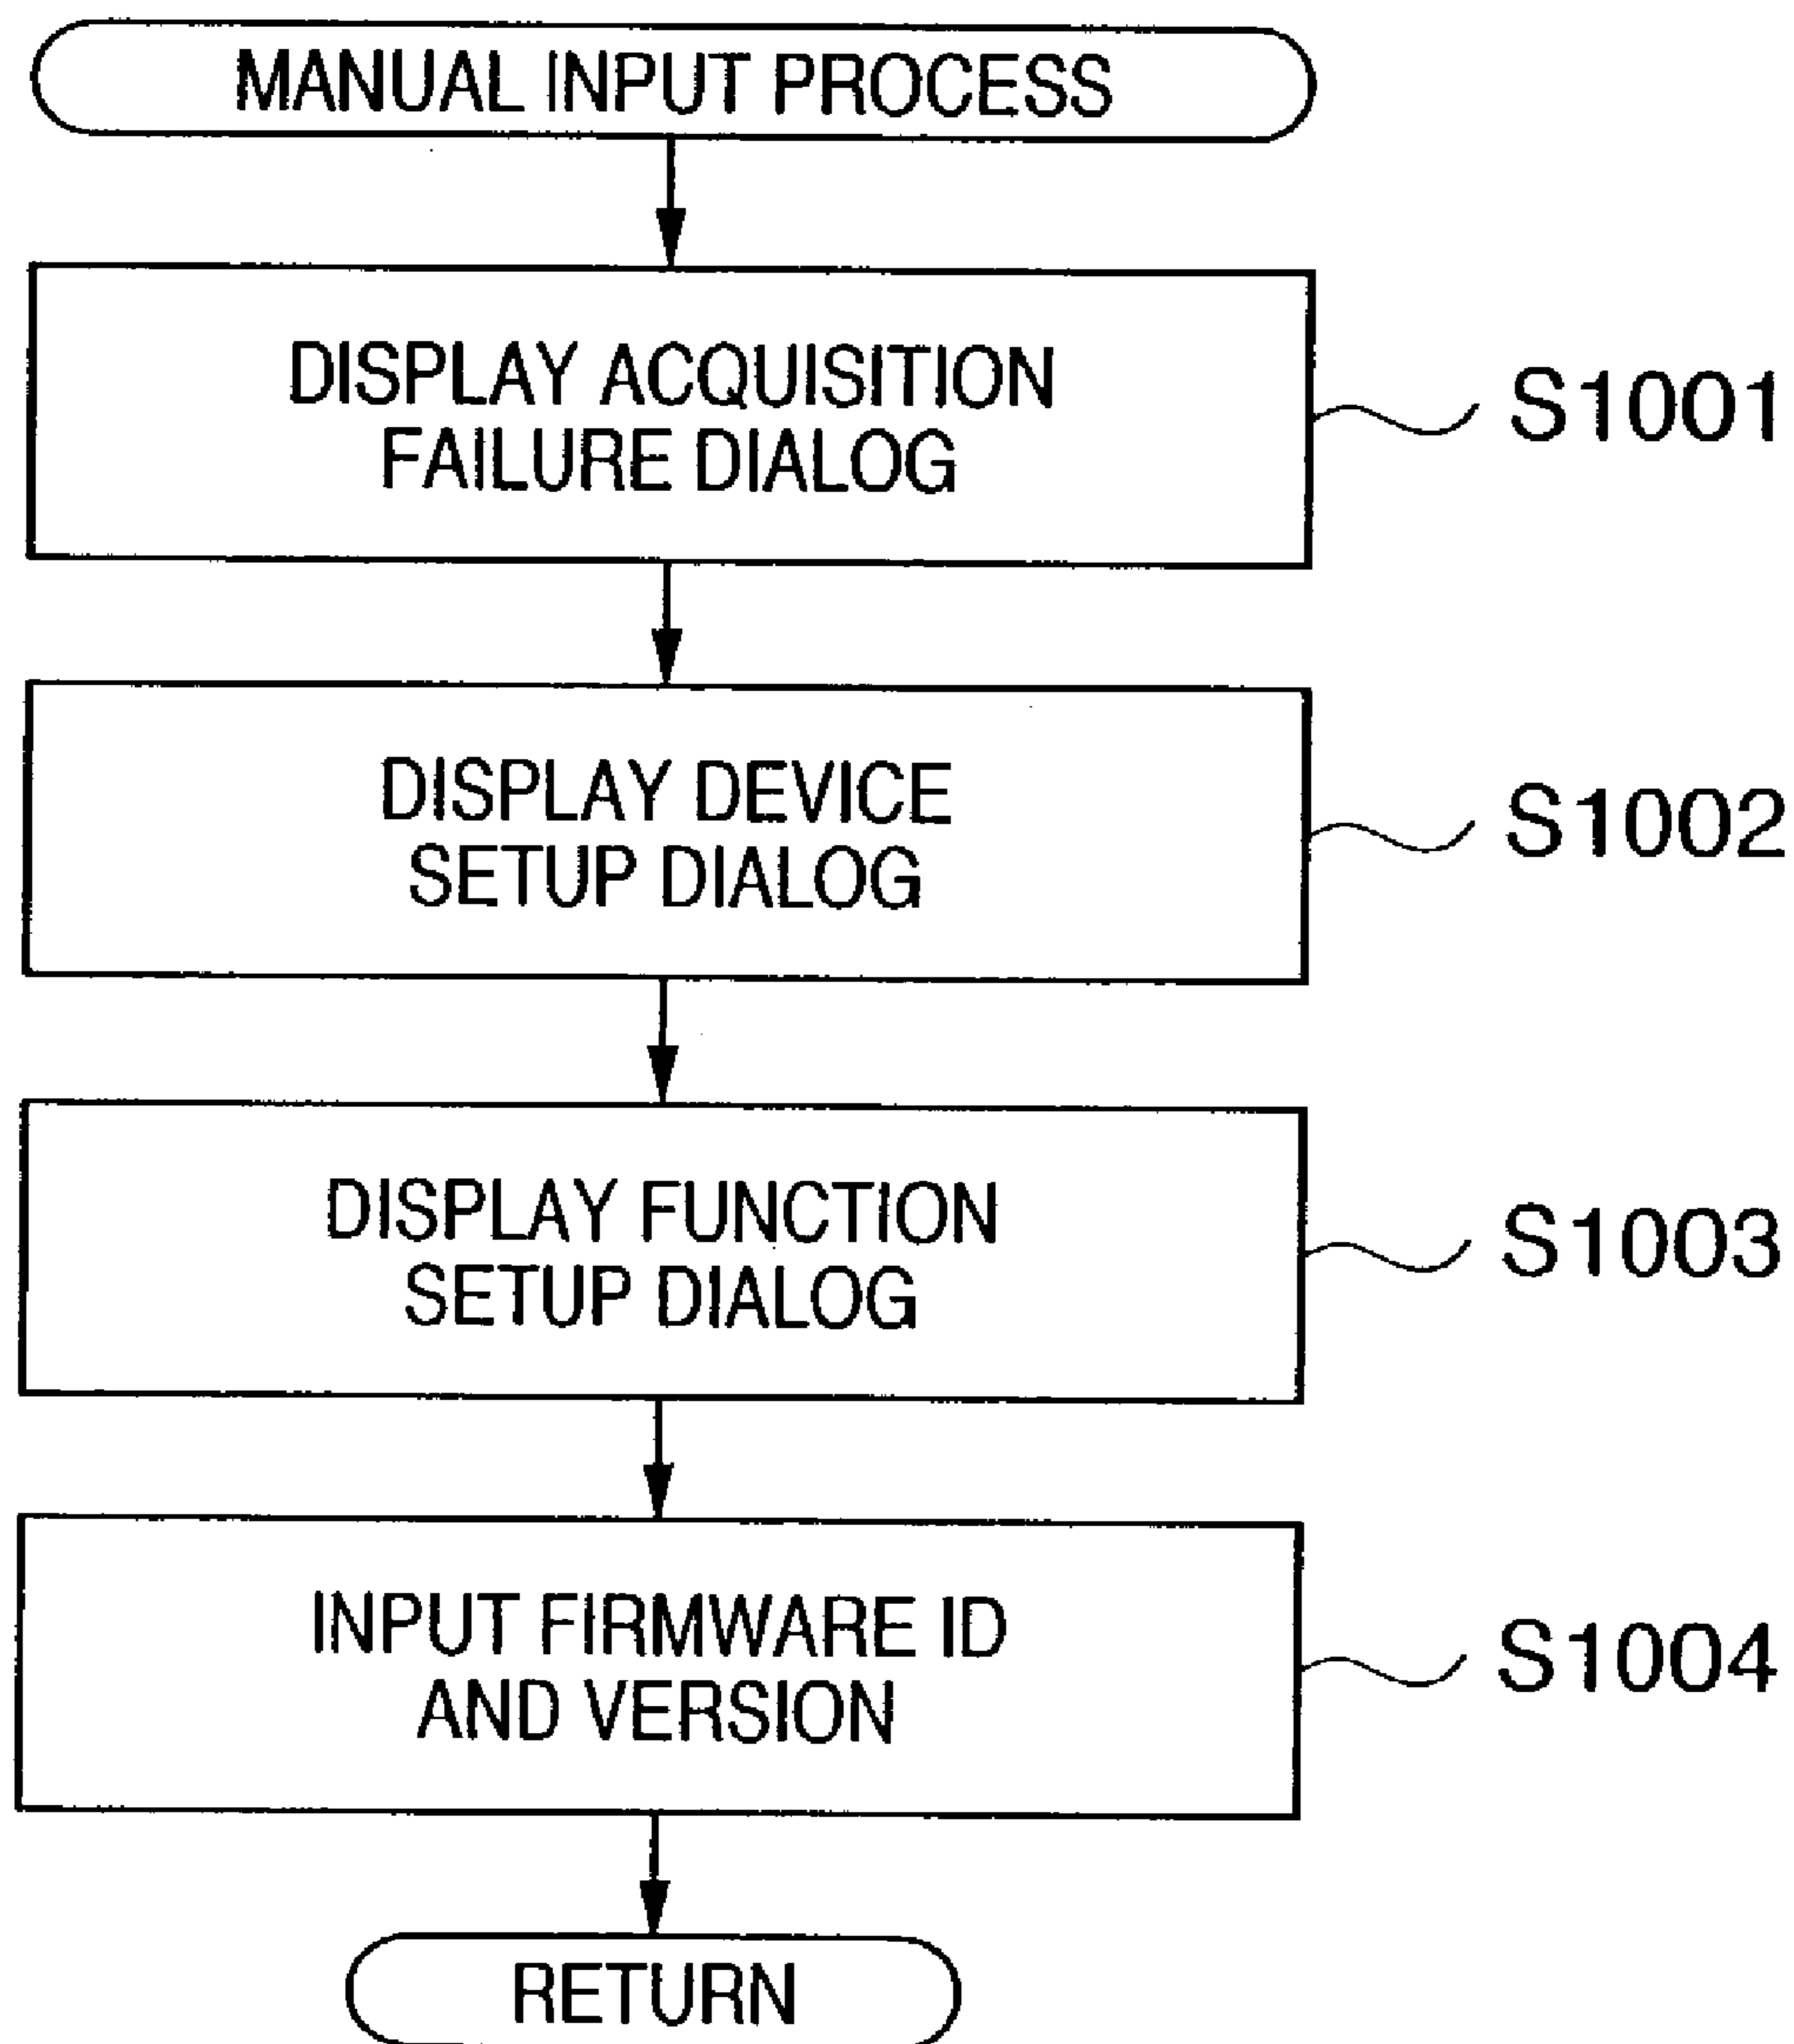 MANUAL INPUT PROCESS
DISPLAY ACQUISITION
FAILURE DIALOG
S1001
DISPLAY DEVICE
SETUP DIALOG
S1002
DISPLAY FUNCTION
SETUP DIALOG
S1003
INPUT FIRMWARE ID
AND VERSION
S1004
RETURN